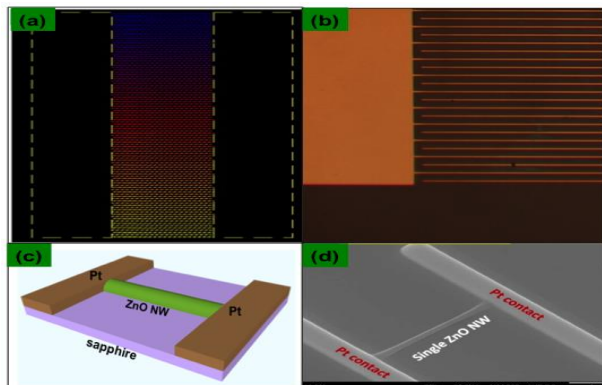 (a)
(b)
(c)
Pt
ZnO NW
Pt
sapphire
(d)
Pt contact
Single ZnO NW
Pt contact